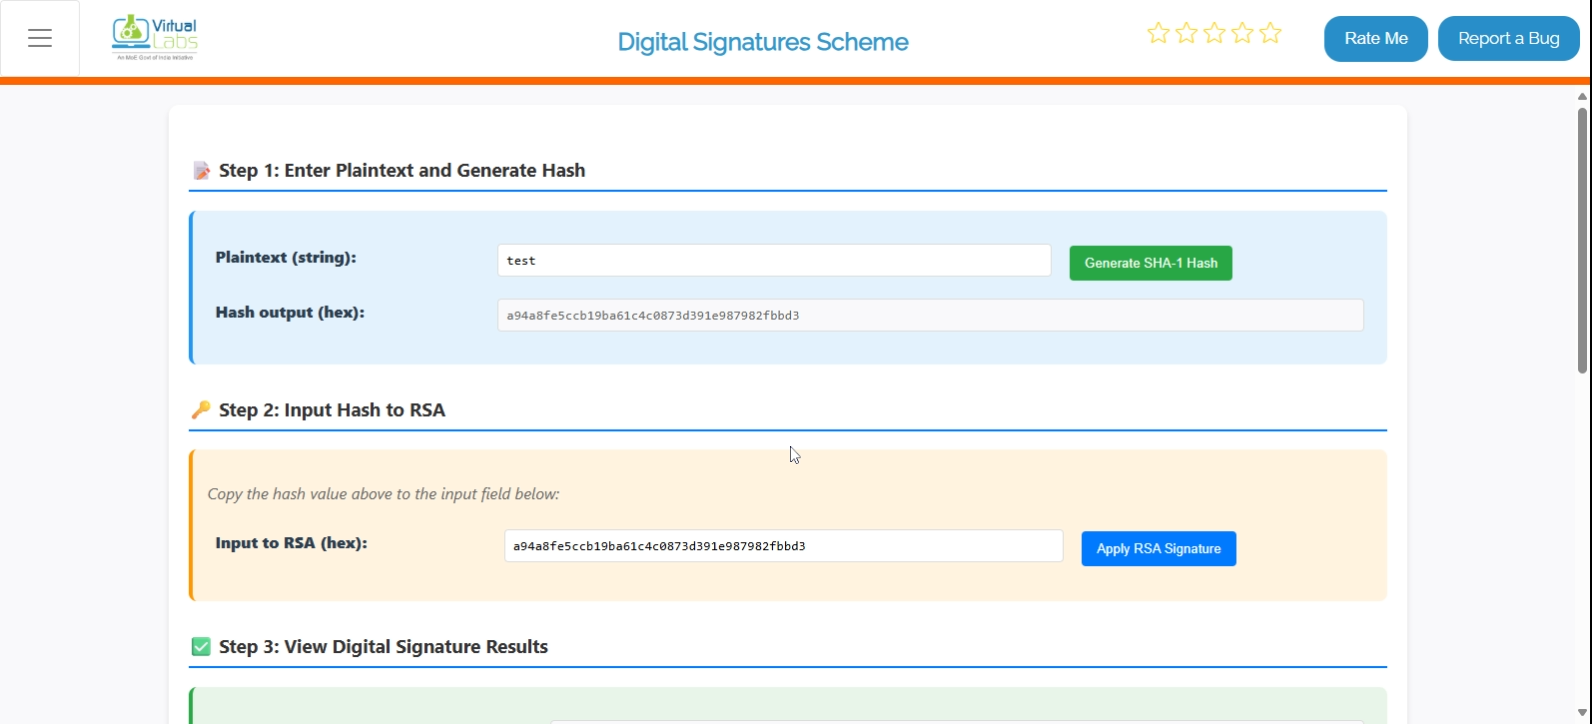 Virtual
Labs
An MoE Govt of India Initiative
Digital Signatures Scheme
Rate Me
Report a Bug
Step 1: Enter Plaintext and Generate Hash
Plaintext (string):
test
Generate SHA-1 Hash
Hash output (hex):
a94a8fe5ccb19ba61c4c0873d391e987982fbbd3
Step 2: Input Hash to RSA
Copy the hash value above to the input field below:
Input to RSA (hex):
a94a8fe5ccb19ba61c4c0873d391e987982fbbd3
Apply RSA Signature
Step 3: View Digital Signature Results